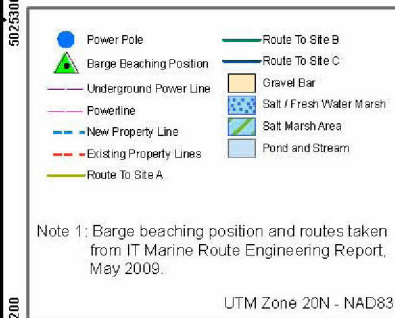 5025300
Power Pole
Barge Beaching Position
Underground Power Line
Powerline
New Property Line
Existing Property Lines
Route To Site A
Route To Site B
Route To Site C
Gravel Bar
Salt / Fresh Water Marsh
Salt Marsh Area
Pond and Stream
Note 1: Barge beaching position and routes taken
from IT Marine Route Engineering Report,
May 2009.
200
UTM Zone 20N - NAD83